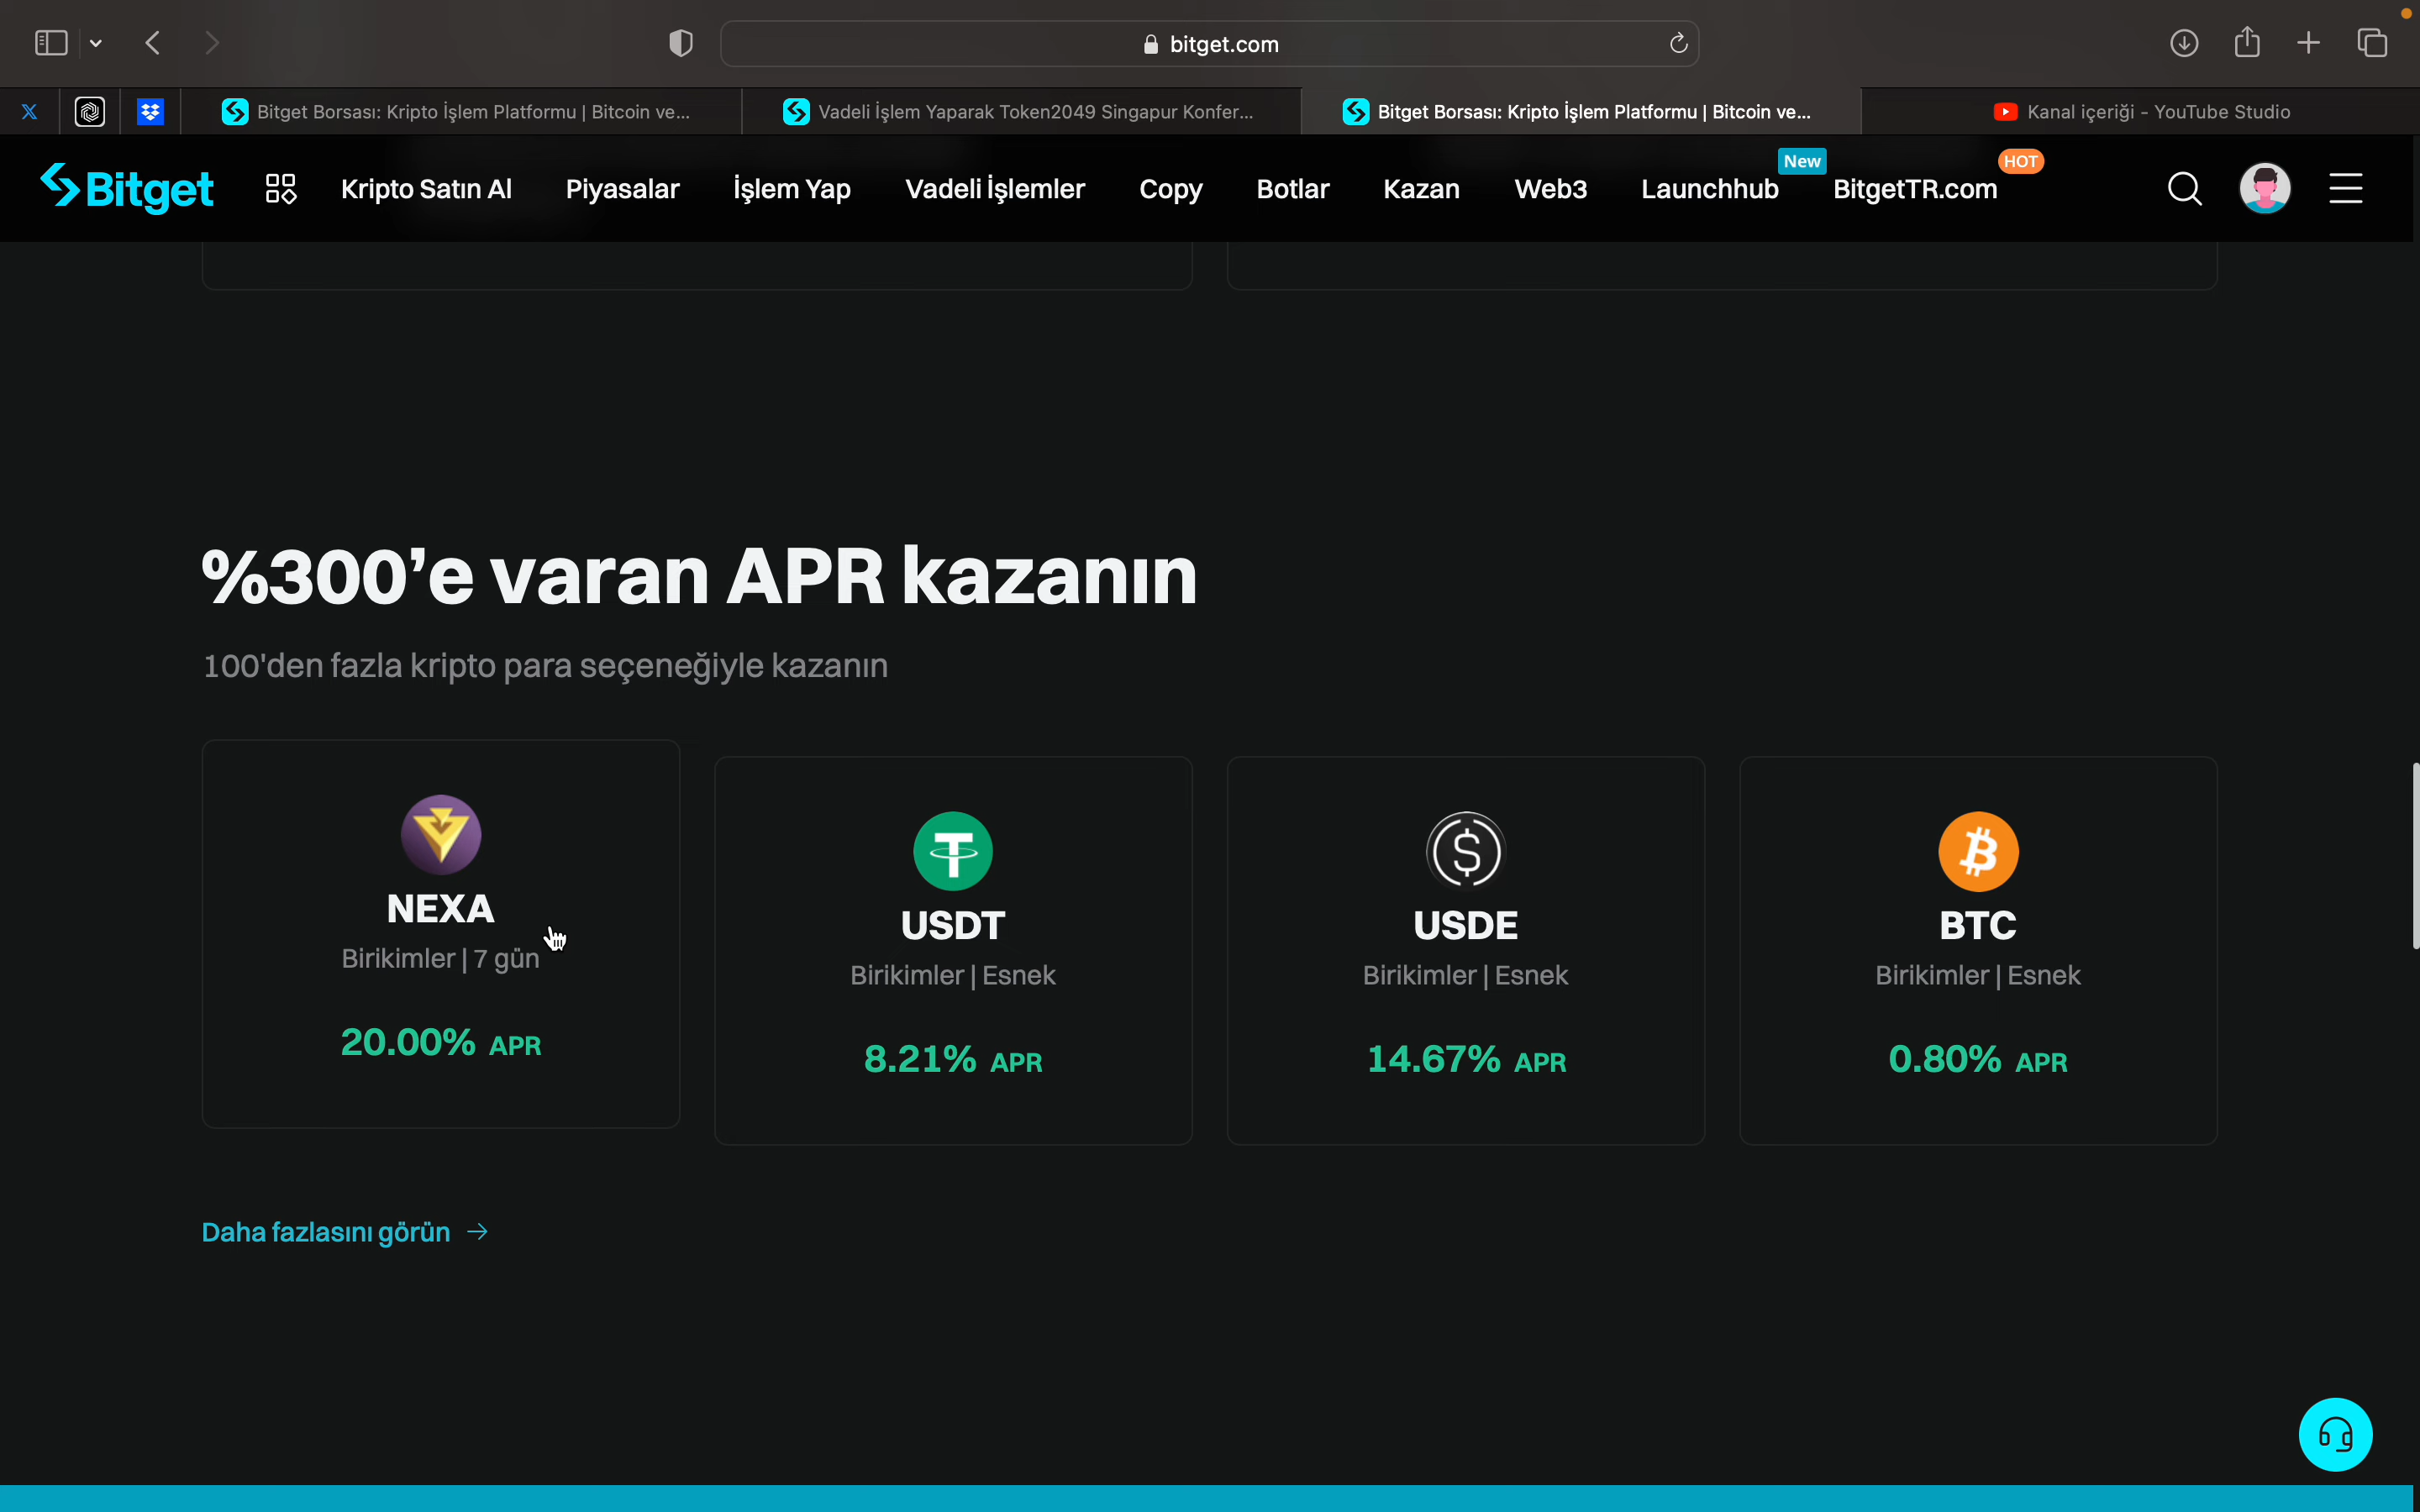 bitget.com
Bitget Borsası: Kripto İşlem Platformu | Bitcoin ve...
Vadeli İşlem Yaparak Token2049 Singapur Konfer...
Bitget Borsası: Kripto İşlem Platformu | Bitcoin ve...
Kanal içeriği - YouTube Studio
Bitget
Kripto Satın Al
Piyasalar
İşlem Yap
Vadeli İşlemler
Copy
Botlar
Kazan
Web3
Launchhub
New
BitgetTR.com
HOT
%300’e varan APR kazanın
100'den fazla kripto para seçeneğiyle kazanın
NEXA
Birikimler | 7 gün
20.00% APR
USDT
Birikimler | Esnek
8.21% APR
USDE
Birikimler | Esnek
14.67% APR
BTC
Birikimler | Esnek
0.80% APR
Daha fazlasını görün →